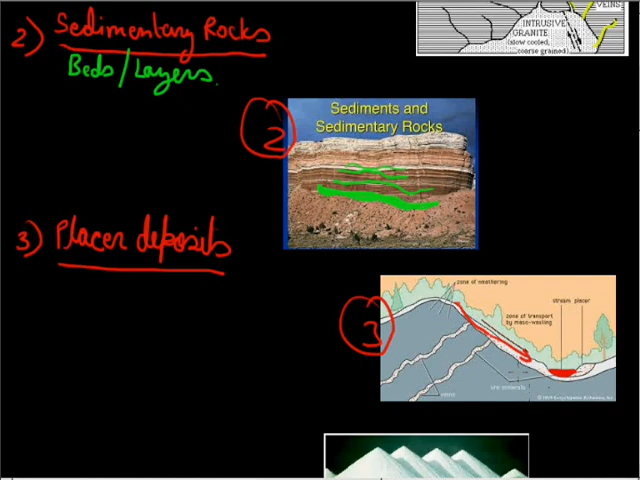 VEINS
INTRUSIVE
GRANITE
(slow cooled,
coarse grained)
2) Sedimentary Rocks
Beds/Layers.
2
Sediments and
Sedimentary Rocks
3) Placer deposits
3
zone of weathering
stream placer
zone of transport
by mass-wasting
veins